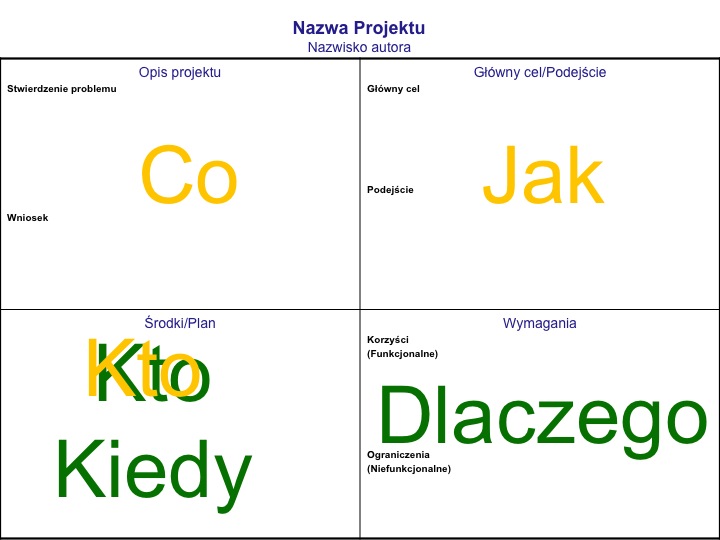 Nazwa Projektu
Nazwisko autora
Opis projektu
Stwierdzenie problemu
Co
Wniosek
Główny cel/Podejście
Główny cel
Jak
Podejście
Środki/Plan
Kto
Kto
Kiedy
Wymagania
Korzyści
(Funkcjonalne)
Dlaczego
Ograniczenia
(Niefunkcjonalne)